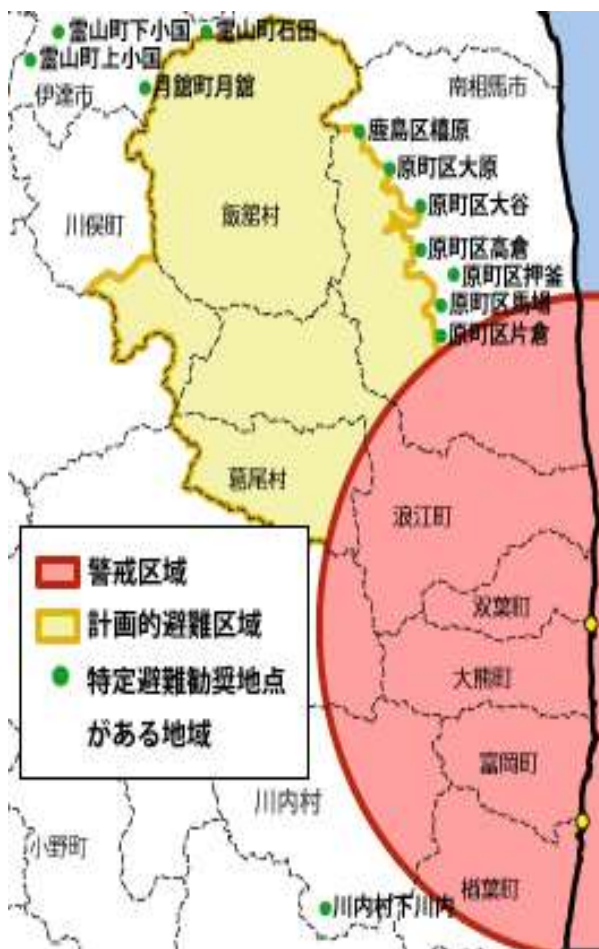 霊山町下小国
霊山町石田
霊山町上小国
月舘町月舘
伊達市
南相馬市
鹿島区橲原
原町区大原
原町区大谷
飯舘村
川俣町
原町区高倉
原町区押釜
原町区馬場
原町区片倉
葛尾村
浪江町
警戒区域
計画的避難区域
特定避難勧奨地点
がある地域
双葉町
大熊町
富岡町
川内村
小野町
楢葉町
川内村下川内